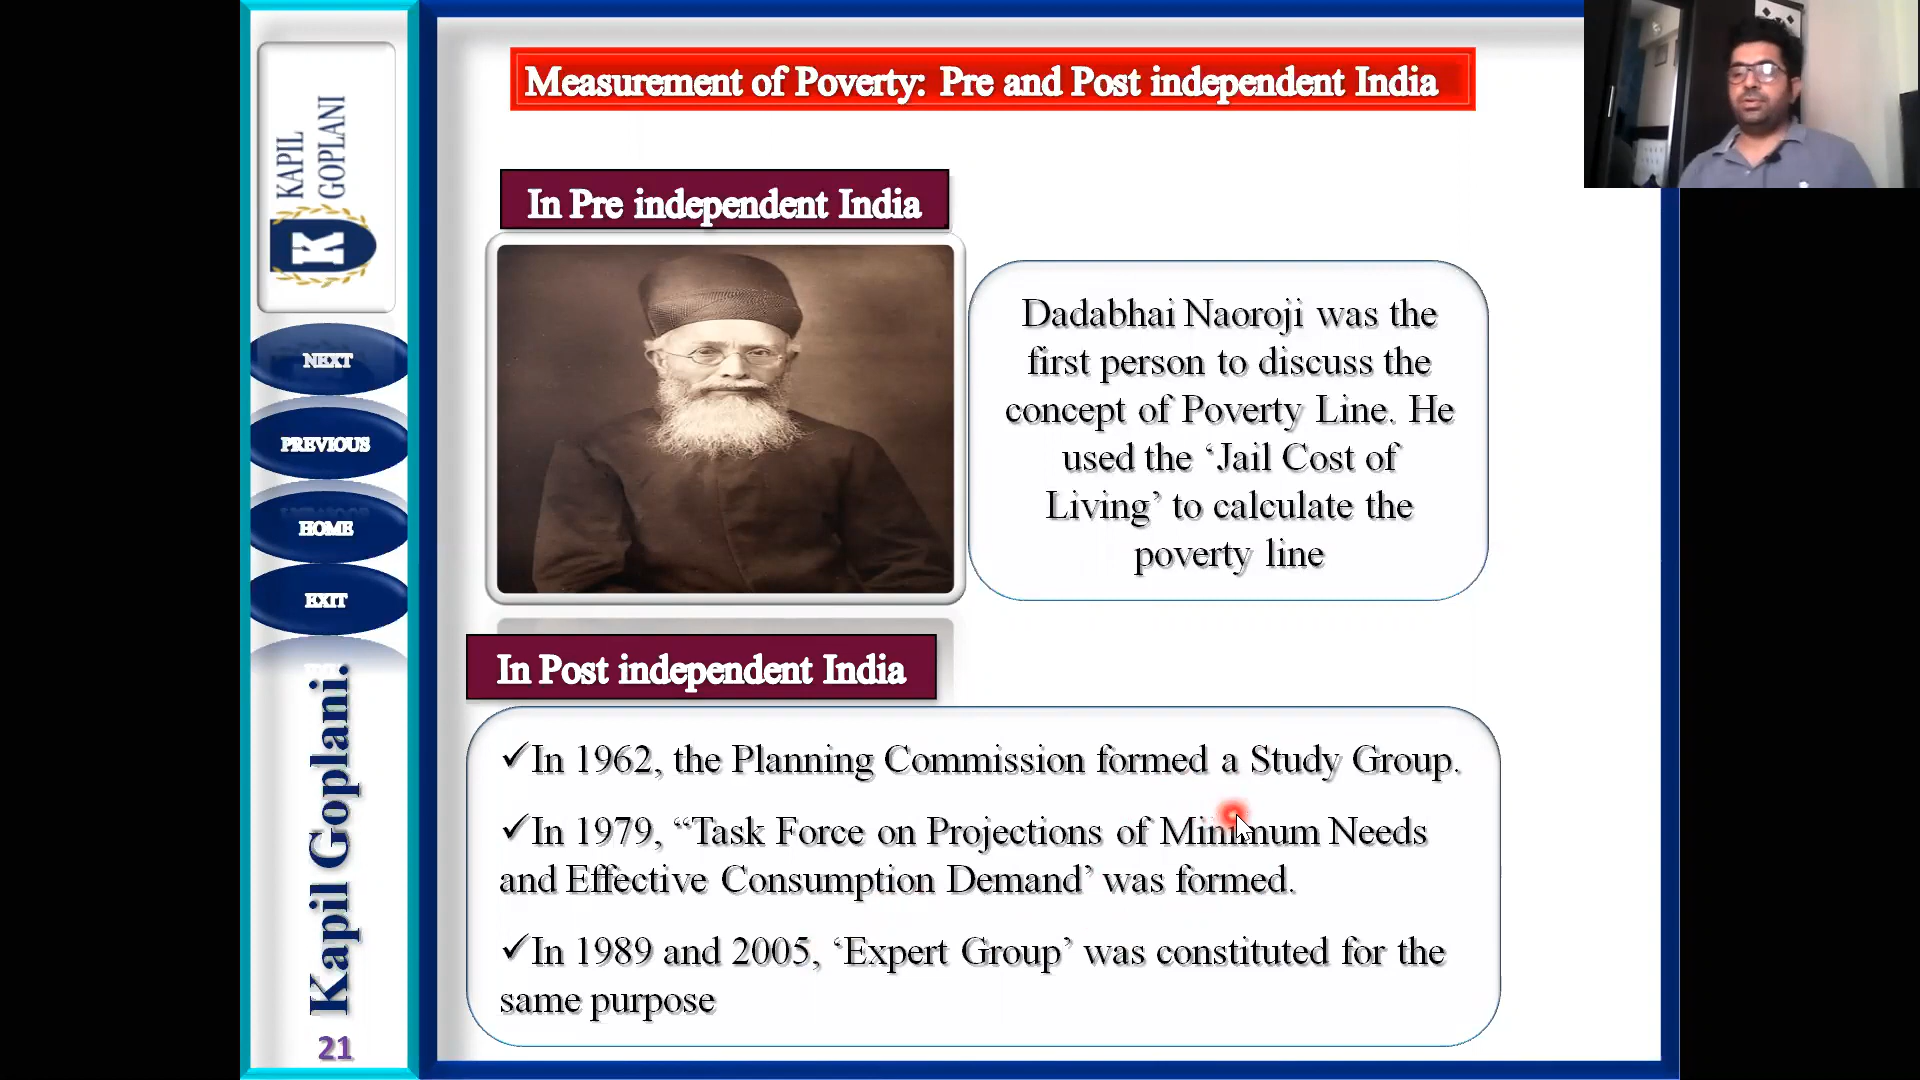 Measurement of Poverty: Pre and Post independent India
KAPIL
GOPLANI
K
In Pre independent India
Dadabhai Naoroji was the
first person to discuss the
concept of Poverty Line. He
used the ‘Jail Cost of
Living’ to calculate the
poverty line
NEXT
PREVIOUS
HOME
EXIT
In Post independent India
✓In 1962, the Planning Commission formed a Study Group.
✓In 1979, “Task Force on Projections of Minimum Needs
and Effective Consumption Demand’ was formed.
✓In 1989 and 2005, ‘Expert Group’ was constituted for the
same purpose
Kapil Goplani.
21